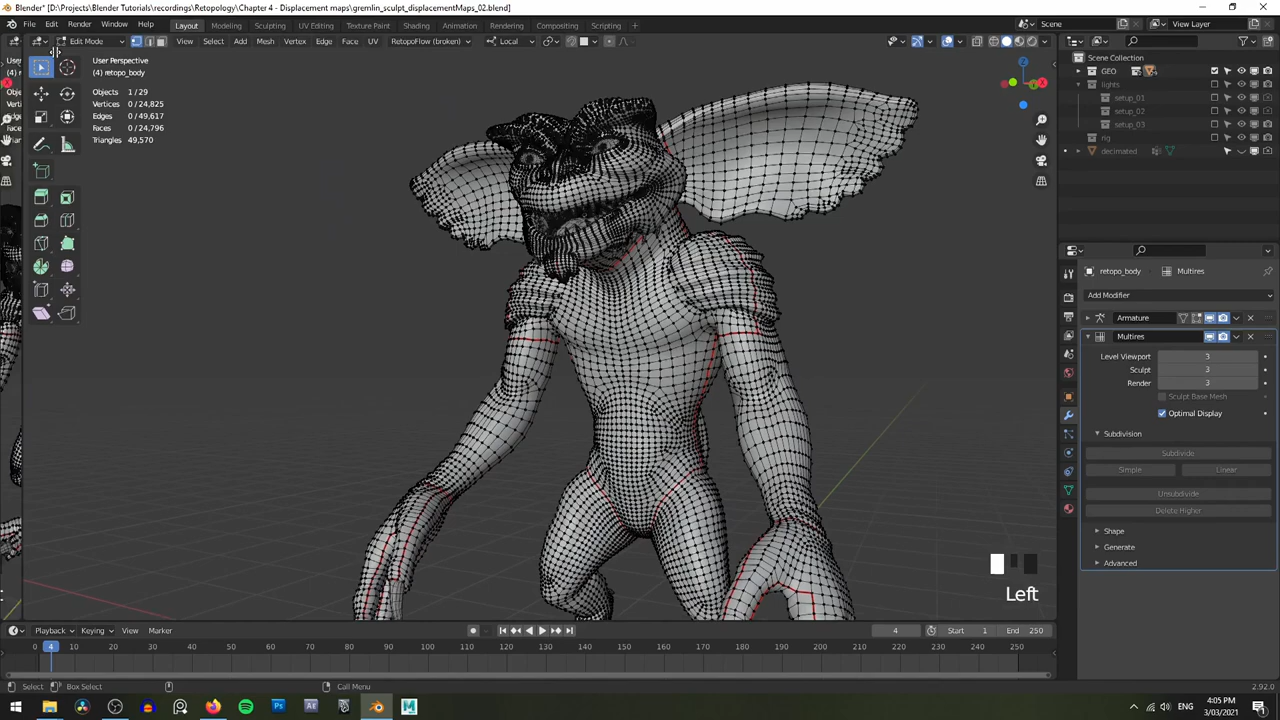 Blender* [D:\Projects\Blender Tutorials\recordings\Retopology\Chapter 4 - Displacement maps\gremlin_sculpt_displacementMaps_02.blend]
File Edit Render Window Help Layout Modeling Sculpting UV Editing Texture Paint Shading Animation Rendering Compositing Scripting Scene View Layer
Edit Mode View Select Add Mesh Vertex Edge Face UV RetopoFlow (broken) Local
User Perspective
(4) retopo_body
Objects 1 / 29
Vertices 0 / 24,825
Edges 0 / 49,617
Faces 0 / 24,796
Triangles 49,570
Scene Collection
GEO
lights
setup_01
setup_02
setup_03
rig
decimated
retopo_body Multires
Add Modifier
Armature
Multires
Level Viewport 3
Sculpt 3
Render 3
Sculpt Base Mesh
Optimal Display
Subdivision
Subdivide
Simple Linear
Unsubdivide
Delete Higher
Shape
Generate
Advanced
Left
Playback Keying View Marker 4 Start 1 End 250
0 4 10 20 30 40 50 60 70 80 90 100 110 120 130 140 150 160 170 180 190 200 210 220 230 240 250
Select Box Select Call Menu 2.92.0
ENG 4:05 PM
3/03/2021